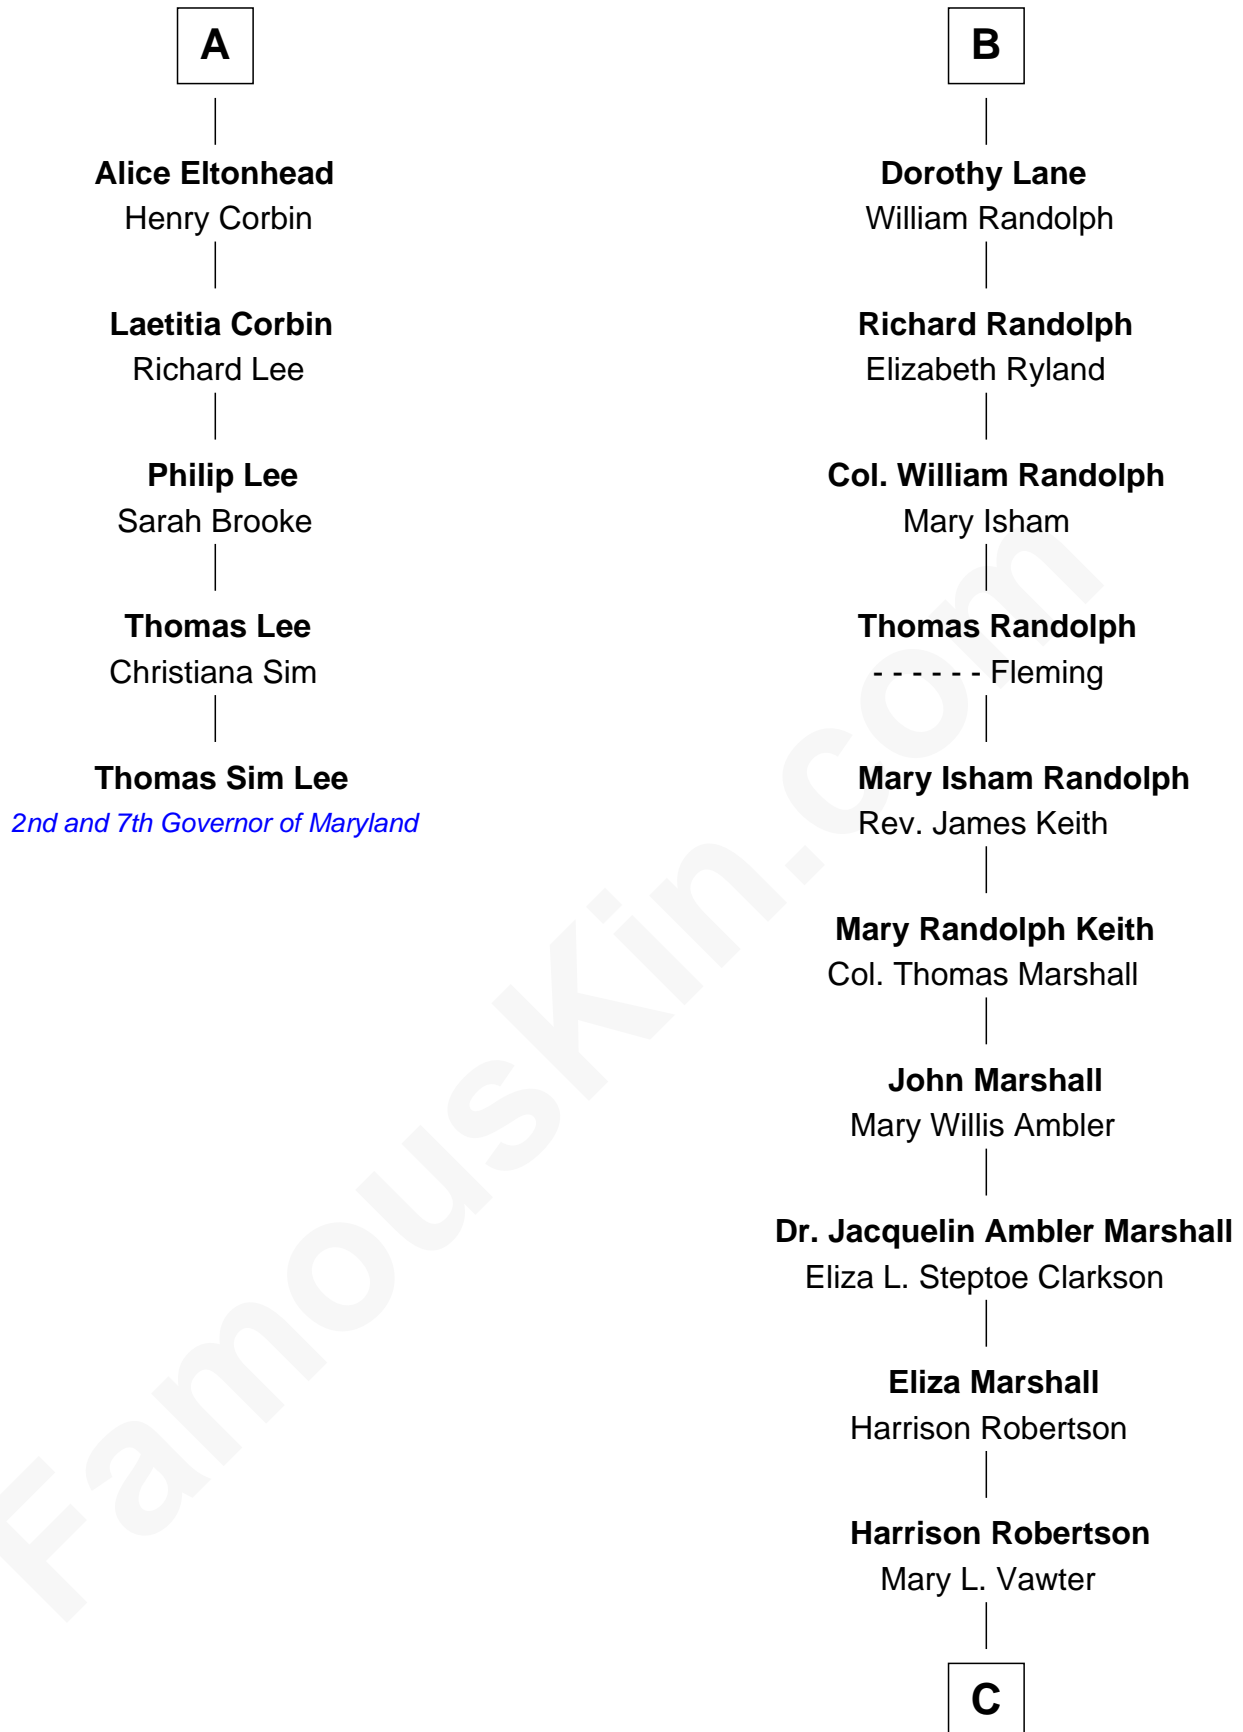 A
Alice Eltonhead
Henry Corbin
Laetitia Corbin
Richard Lee
Philip Lee
Sarah Brooke
Thomas Lee
Christiana Sim
Thomas Sim Lee
2nd and 7th Governor of Maryland
B
Dorothy Lane
William Randolph
Richard Randolph
Elizabeth Ryland
Col. William Randolph
Mary Isham
Thomas Randolph
- - - - - - Fleming
Mary Isham Randolph
Rev. James Keith
Mary Randolph Keith
Col. Thomas Marshall
John Marshall
Mary Willis Ambler
Dr. Jacquelin Ambler Marshall
Eliza L. Steptoe Clarkson
Eliza Marshall
Harrison Robertson
Harrison Robertson
Mary L. Vawter
C
FamousKin.com